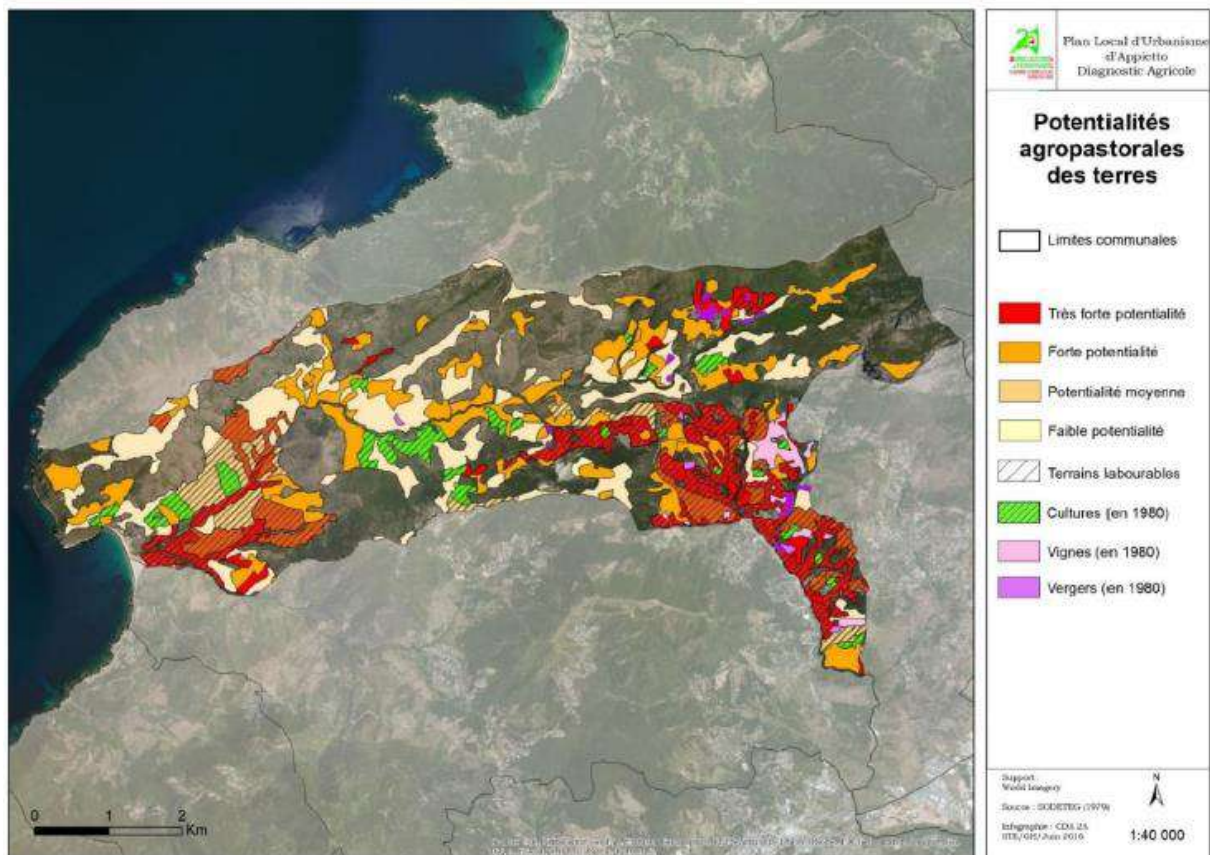 Plan Local d'Urbanisme
d'Appietto
Diagnostic Agricole
Potentialités
agropastorales
des terres
Limites communales
Très forte potentialité
Forte potentialité
Potentialité moyenne
Faible potentialité
Terrains labourables
Cultures (en 1980)
Vignes (en 1980)
Vergers (en 1980)
Support
World Imagery
Source : SODETEG (1979)
Infographie : CDA 2A
Juin 2016
N
1:40 000
0 1 2
Km